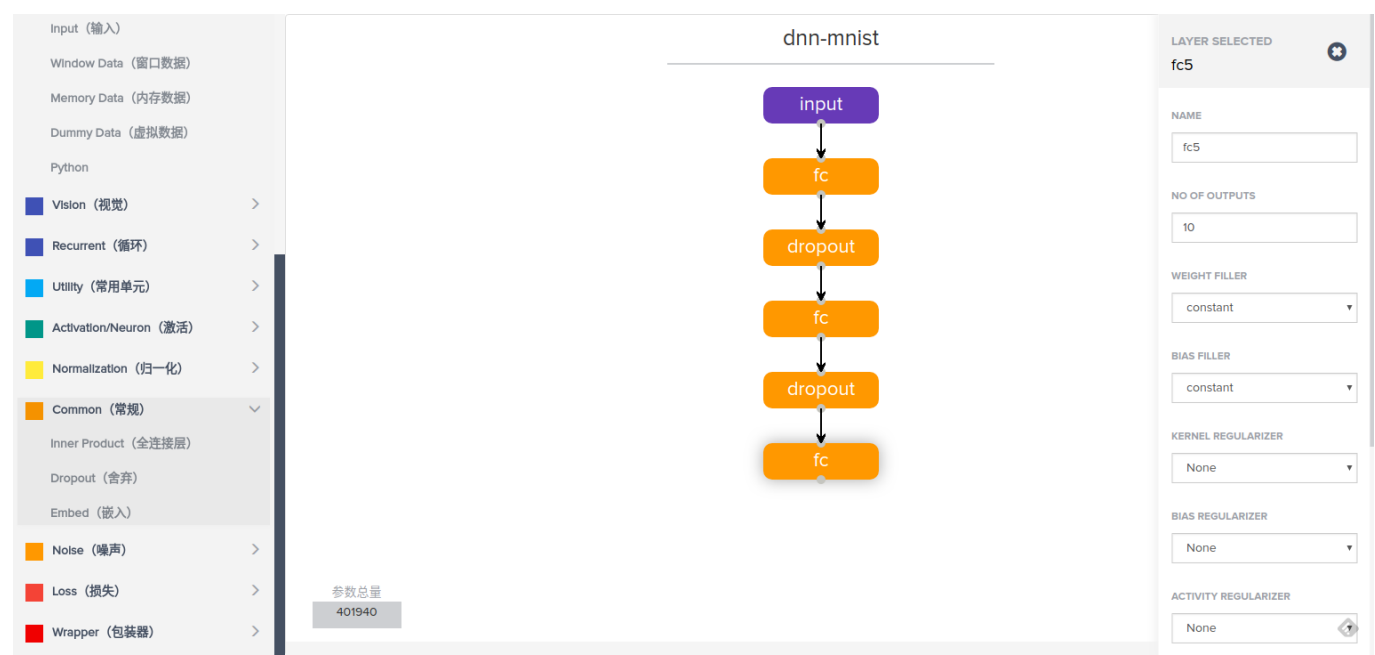 Input（输入）
Window Data（窗口数据）
Memory Data（内存数据）
Dummy Data（虚拟数据）
Python
Vision（视觉）
Recurrent（循环）
Utility（常用单元）
Activation/Neuron（激活）
Normalization（归一化）
Common（常规）
Inner Product（全连接层）
Dropout（舍弃）
Embed（嵌入）
Noise（噪声）
Loss（损失）
Wrapper（包装器）
dnn-mnist
input
fc
dropout
fc
dropout
fc
参数总量
401940
LAYER SELECTED
fc5
NAME
fc5
NO OF OUTPUTS
10
WEIGHT FILLER
constant
BIAS FILLER
constant
KERNEL REGULARIZER
None
BIAS REGULARIZER
None
ACTIVITY REGULARIZER
None